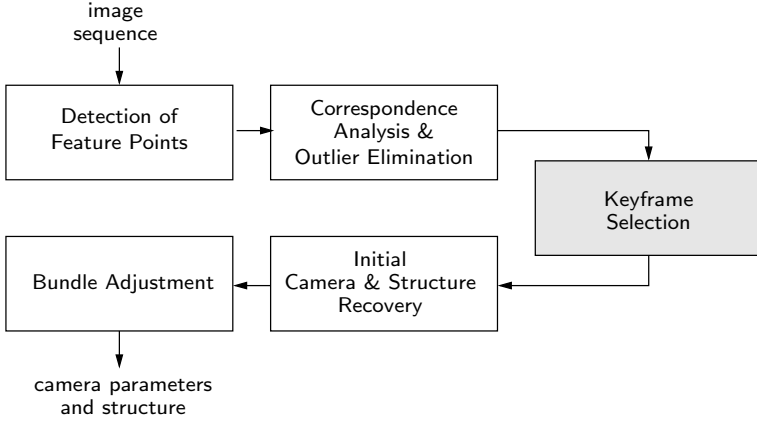 image
sequence
Detection of
Feature Points
Correspondence
Analysis &
Outlier Elimination
Keyframe
Selection
Initial
Camera & Structure
Recovery
Bundle Adjustment
camera parameters
and structure